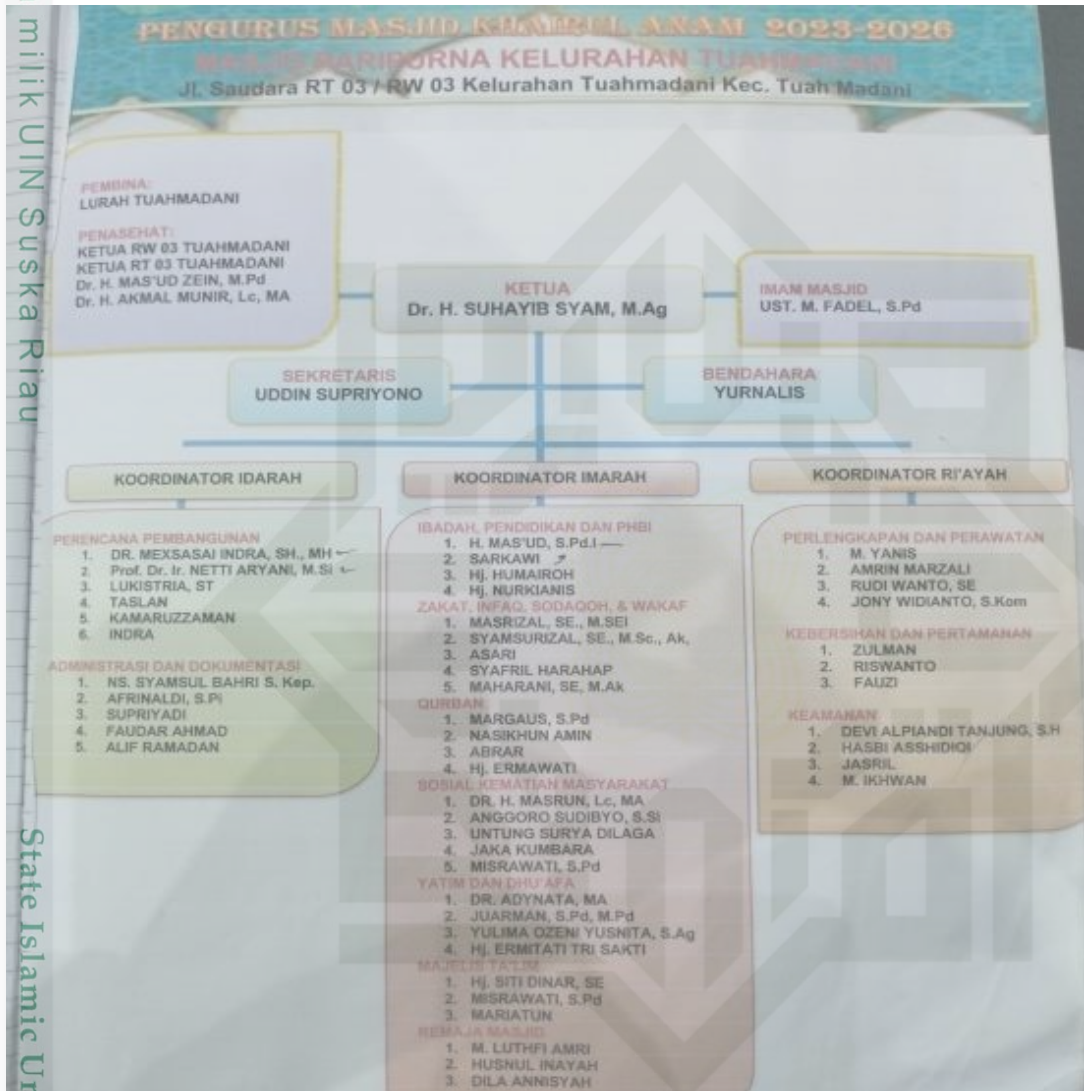 milik UIN Suska Riau
State Islamic Un
PENGURUS MASJID KHAIRUL ANAM 2023-2026
MASJID PARIPURNA KELURAHAN TUAHMADANI
Jl. Saudara RT 03 / RW 03 Kelurahan Tuahmadani Kec. Tuah Madani
PEMBINA:
LURAH TUAHMADANI
PENASEHAT:
KETUA RW 03 TUAHMADANI
KETUA RT 03 TUAHMADANI
Dr. H. MAS'UD ZEIN, M.Pd
Dr. H. AKMAL MUNIR, Lc, MA
KETUA
Dr. H. SUHAYIB SYAM, M.Ag
IMAM MASJID
UST. M. FADEL, S.Pd
SEKRETARIS
UDDIN SUPRIYONO
BENDAHARA
YURNALIS
KOORDINATOR IDARAH
PERENCANA PEMBANGUNAN
1. DR. MEXSASAI INDRA, SH., MH
2. Prof. Dr. Ir. NETTI ARYANI, M.Si
3. LUKISTRIA, ST
4. TASLAN
5. KAMARUZZAMAN
6. INDRA
ADMINISTRASI DAN DOKUMENTASI
1. NS. SYAMSUL BAHRI S. Kep.
2. AFRINALDI, S.Pi
3. SUPRIYADI
4. FAUDAR AHMAD
5. ALIF RAMADAN
KOORDINATOR IMARAH
IBADAH, PENDIDIKAN DAN PHBI
1. H. MAS'UD, S.Pd.I
2. SARKAWI
3. Hj. HUMAIROH
4. Hj. NURKIANIS
ZAKAT, INFAQ, SODAQOH, & WAKAF
1. MASRIZAL, SE., M.SEI
2. SYAMSURIZAL, SE., M.Sc., Ak,
3. ASARI
4. SYAFRIL HARAHAP
5. MAHARANI, SE, M.Ak
QURBAN
1. MARGAUS, S.Pd
2. NASIKHUN AMIN
3. ABRAR
4. Hj. ERMAWATI
SOSIAL KEMATIAN MASYARAKAT
1. DR. H. MASRUN, Lc, MA
2. ANGGORO SUDIBYO, S.Si
3. UNTUNG SURYA DILAGA
4. JAKA KUMBARA
5. MISRAWATI, S.Pd
YATIM DAN DHU'AFA
1. DR. ADYNATA, MA
2. JUARMAN, S.Pd, M.Pd
3. YULIMA OZENI YUSNITA, S.Ag
4. Hj. ERMITATI TRI SAKTI
MAJELIS TA'LIM
1. Hj. SITI DINAR, SE
2. MISRAWATI, S.Pd
3. MARIATUN
REMAJA MASJID
1. M. LUTHFI AMRI
2. HUSNUL INAYAH
3. DILA ANNISYAH
KOORDINATOR RI'AYAH
PERLENGKAPAN DAN PERAWATAN
1. M. YANIS
2. AMRIN MARZALI
3. RUDI WANTO, SE
4. JONY WIDIANTO, S.Kom
KEBERSIHAN DAN PERTAMANAN
1. ZULMAN
2. RISWANTO
3. FAUZI
KEAMANAN
1. DEVI ALPIANDI TANJUNG, S.H
2. HASBI ASSHIDIQI
3. JASRIL
4. M. IKHWAN